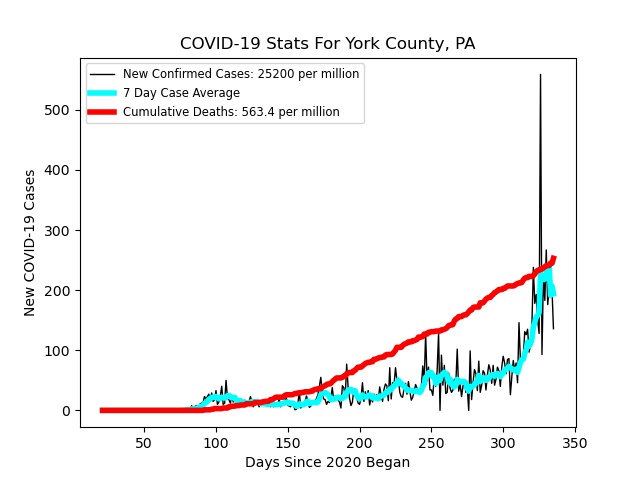 COVID-19 Stats For York County, PA
New Confirmed Cases: 25200 per million
7 Day Case Average
Cumulative Deaths: 563.4 per million
New COVID-19 Cases
500
400
300
200
100
0
50
100
150
200
250
300
350
Days Since 2020 Began